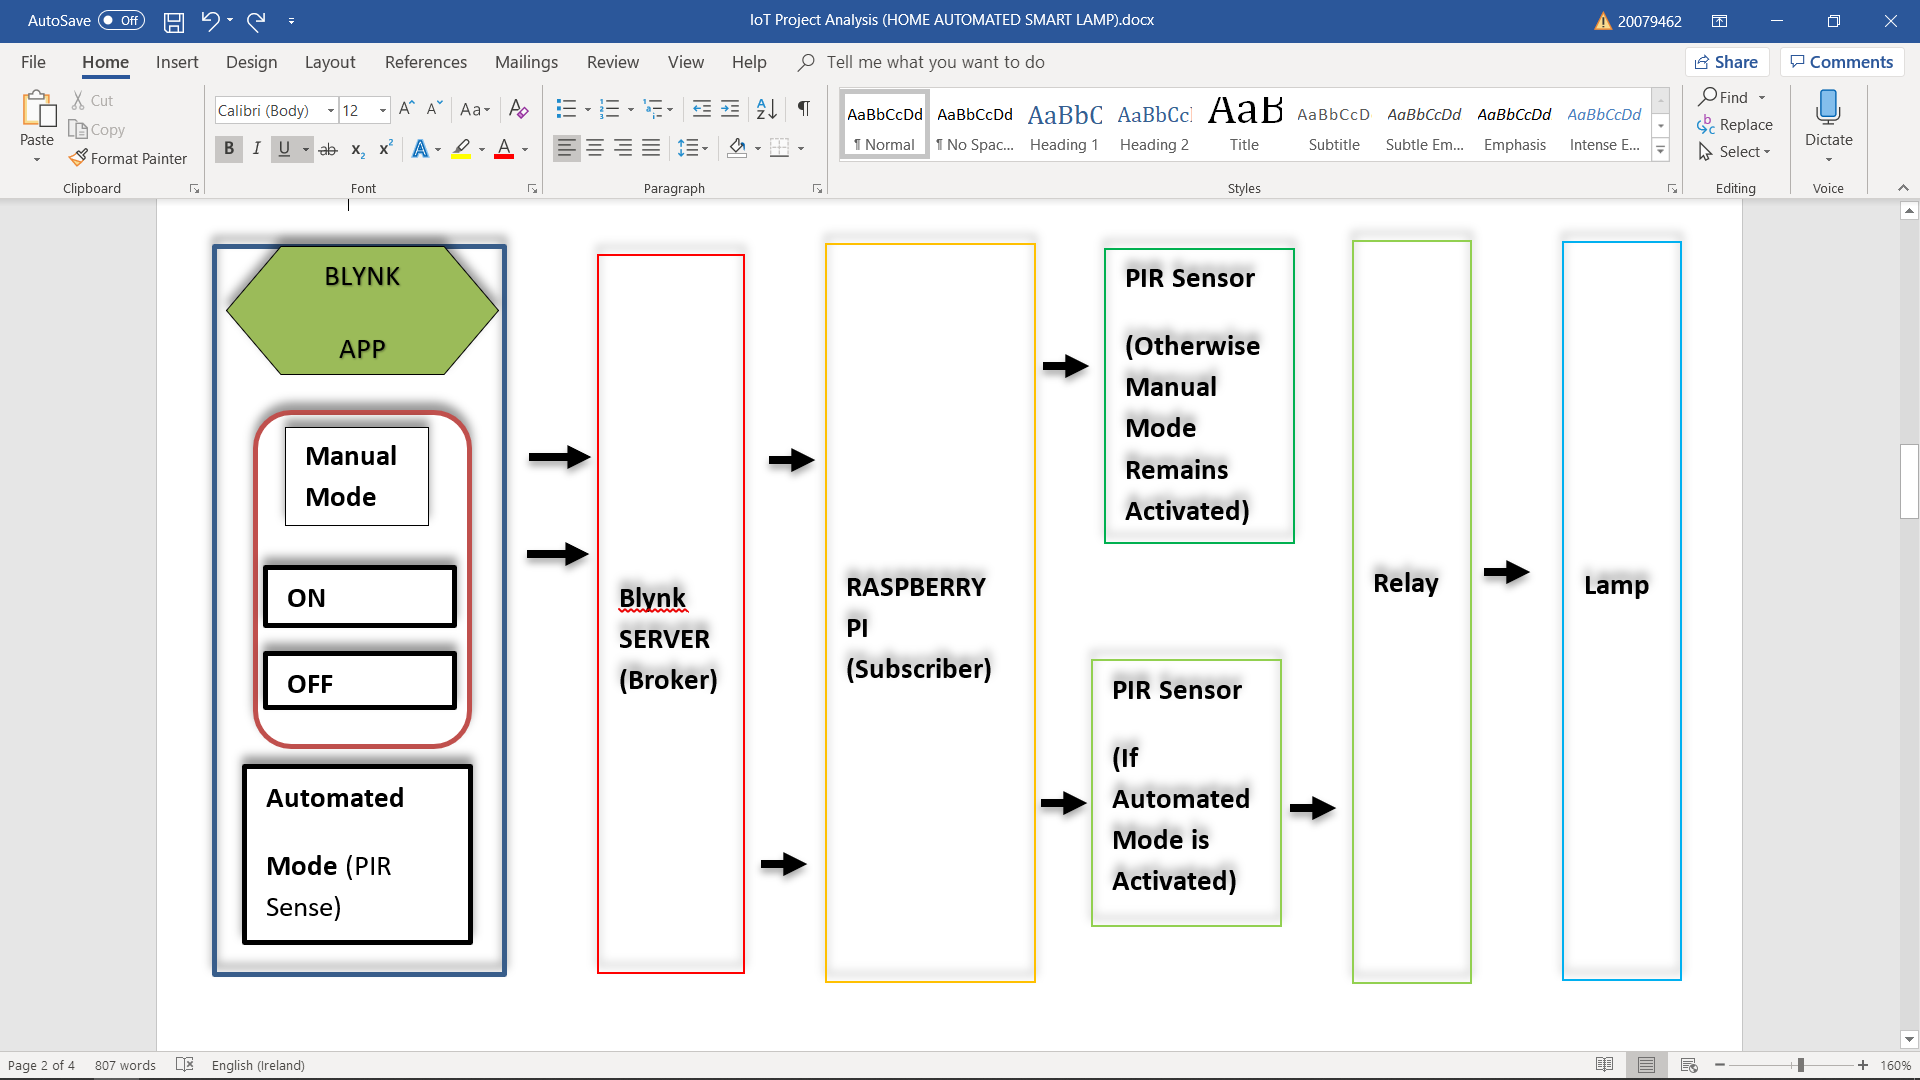 AutoSave Off
IoT Project Analysis (HOME AUTOMATED SMART LAMP).docx
20079462
File Home Insert Design Layout References Mailings Review View Help Tell me what you want to do
Share Comments
Paste
Cut
Copy
Format Painter
Clipboard
Calibri (Body) 12
Font
Paragraph
AaBbCcDd AaBbCcDd AaBbC AaBbCcI AaB AaBbCcD AaBbCcDd AaBbCcDd AaBbCcDd
¶ Normal ¶ No Spac... Heading 1 Heading 2 Title Subtitle Subtle Em... Emphasis Intense E...
Styles
Find
Replace
Select
Editing
Dictate
Voice
BLYNK
APP
Manual
Mode
ON
OFF
Automated
Mode (PIR
Sense)
Blynk
SERVER
(Broker)
RASPBERRY
PI
(Subscriber)
PIR Sensor
(Otherwise
Manual
Mode
Remains
Activated)
PIR Sensor
(If
Automated
Mode is
Activated)
Relay
Lamp
Page 2 of 4 807 words English (Ireland)
160%